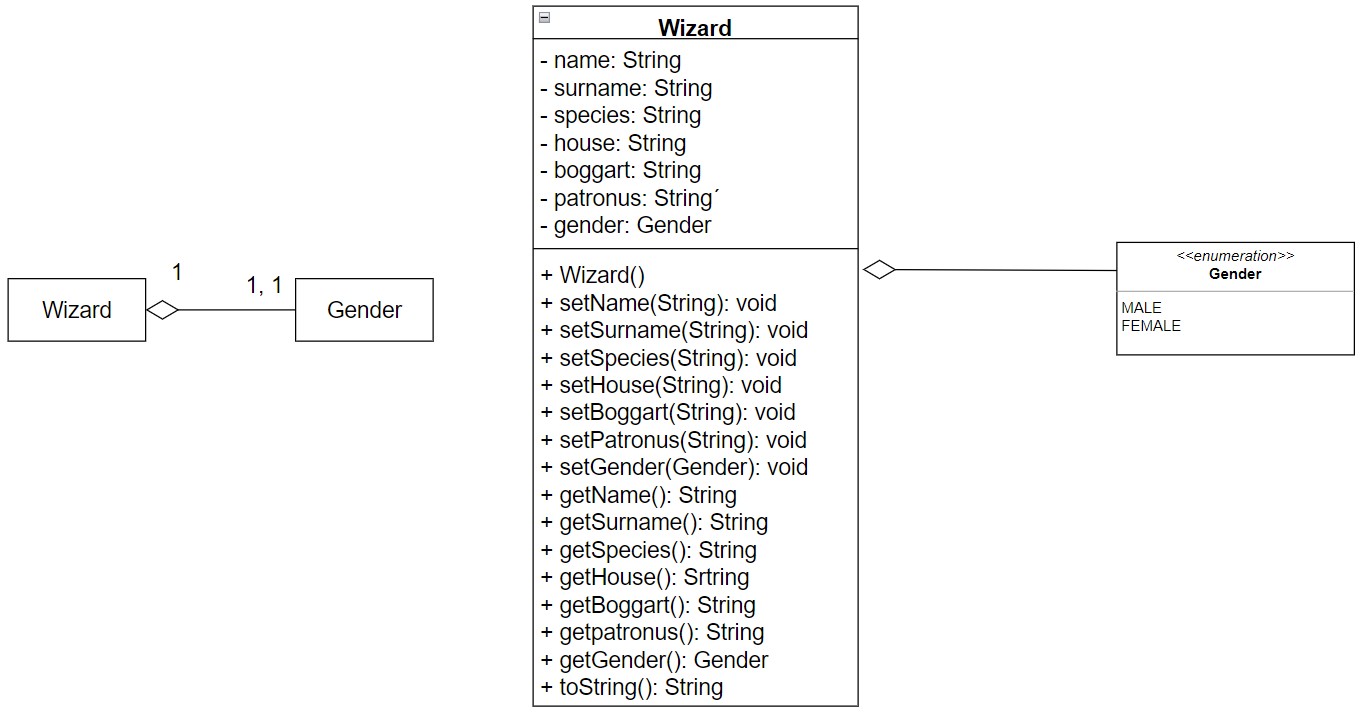 Wizard
1
1, 1
Gender
Wizard
- name: String
- surname: String
- species: String
- house: String
- boggart: String
- patronus: String´
- gender: Gender
+ Wizard()
+ setName(String): void
+ setSurname(String): void
+ setSpecies(String): void
+ setHouse(String): void
+ setBoggart(String): void
+ setPatronus(String): void
+ setGender(Gender): void
+ getName(): String
+ getSurname(): String
+ getSpecies(): String
+ getHouse(): Srtring
+ getBoggart(): String
+ getpatronus(): String
+ getGender(): Gender
+ toString(): String
<<enumeration>>
Gender
MALE
FEMALE